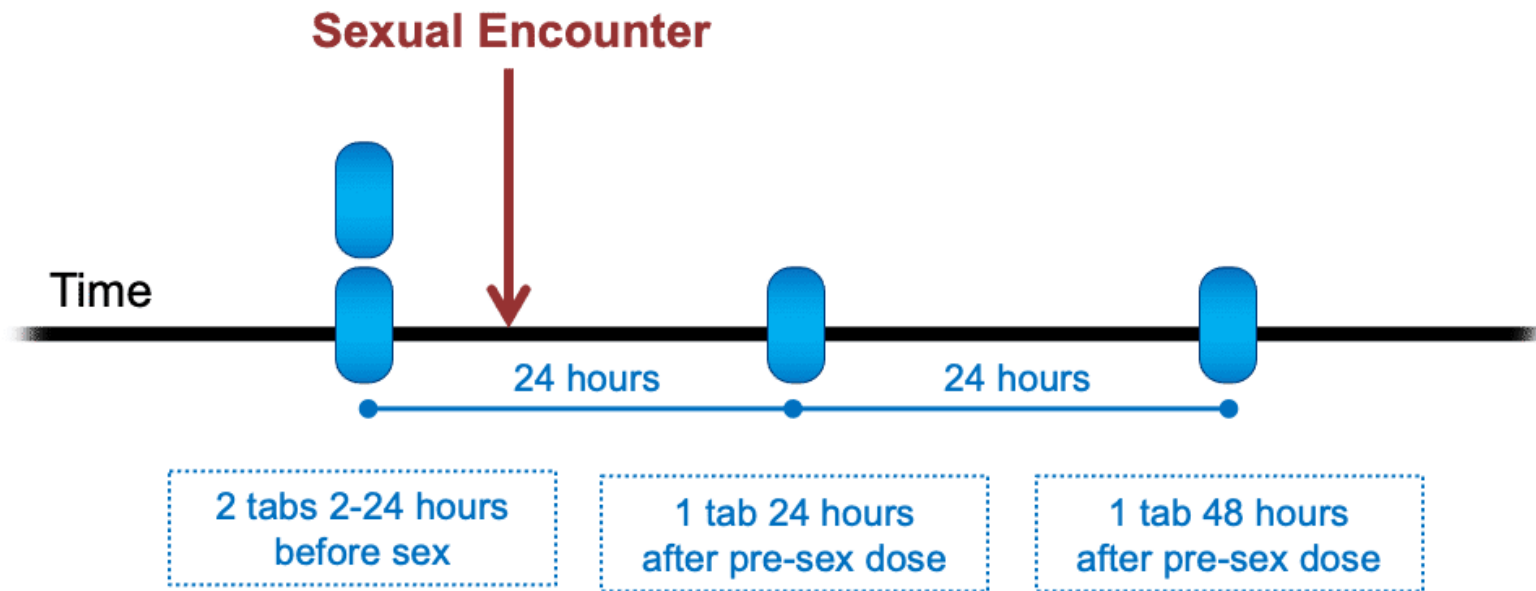 Sexual Encounter
Time
24 hours
24 hours
2 tabs 2-24 hours
before sex
1 tab 24 hours
after pre-sex dose
1 tab 48 hours
after pre-sex dose